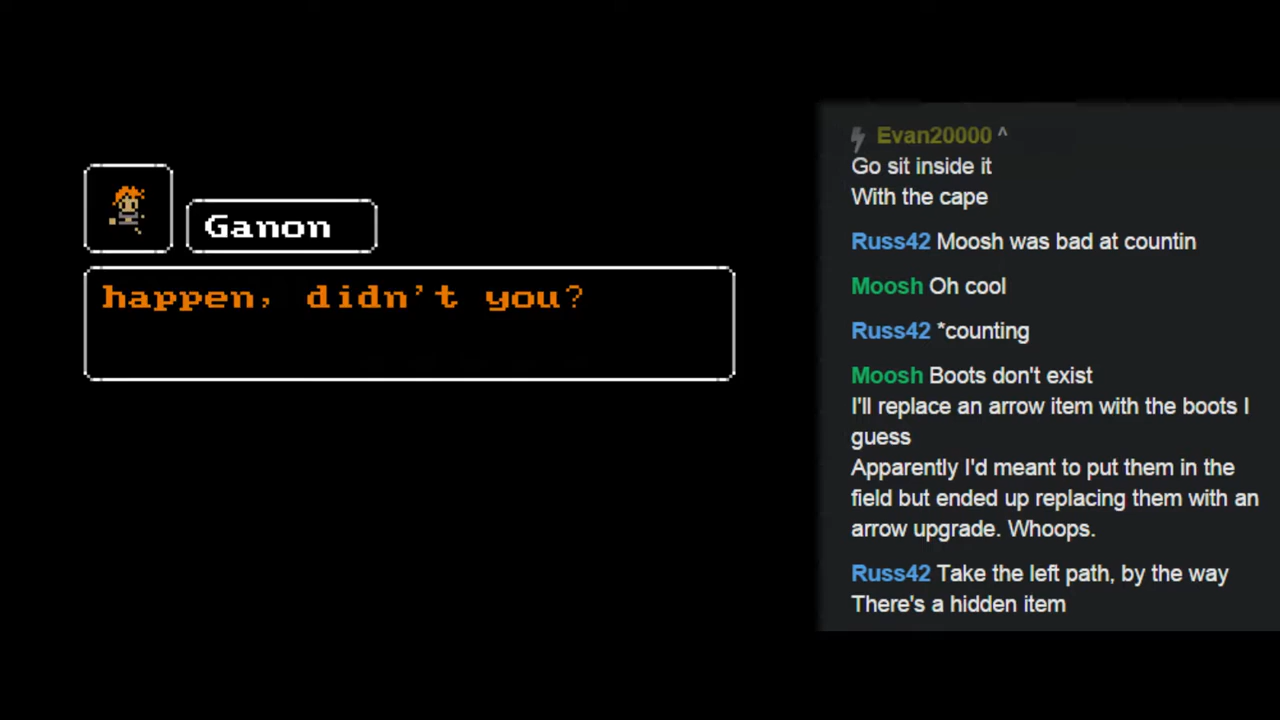 Ganon
happen, didn't you?
Evan20000 ^
Go sit inside it
With the cape
Russ42 Moosh was bad at countin
Moosh Oh cool
Russ42 *counting
Moosh Boots don't exist
I'll replace an arrow item with the boots I
guess
Apparently I'd meant to put them in the
field but ended up replacing them with an
arrow upgrade. Whoops.
Russ42 Take the left path, by the way
There's a hidden item